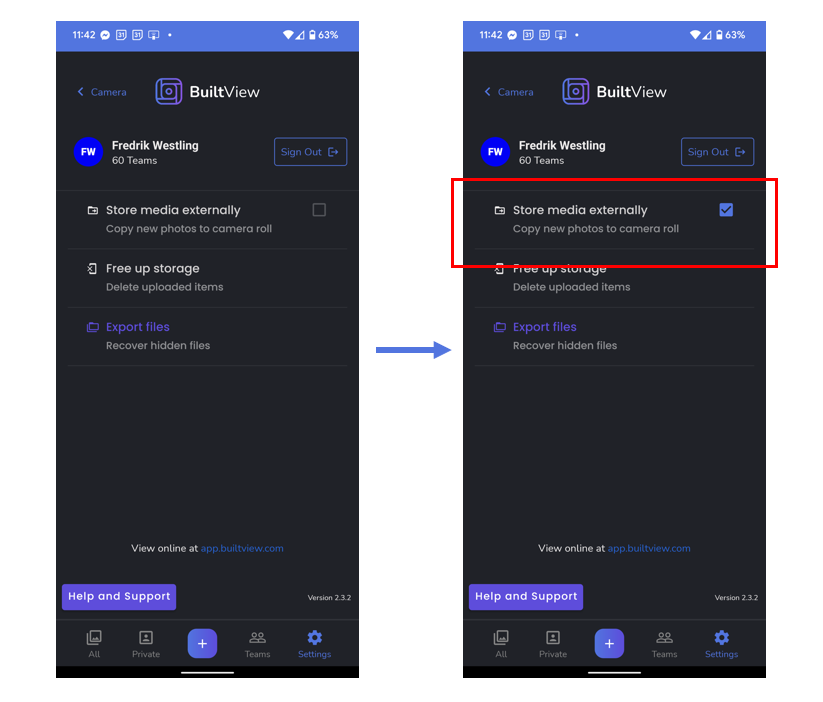 11:42 31 31 63%
Camera
BuiltView
FW
Fredrik Westling
60 Teams
Sign Out
Store media externally
Copy new photos to camera roll
Free up storage
Delete uploaded items
Export files
Recover hidden files
View online at app.builtview.com
Help and Support
Version 2.3.2
All
Private
+
Teams
Settings
11:42 31 31 63%
Camera
BuiltView
FW
Fredrik Westling
60 Teams
Sign Out
Store media externally
Copy new photos to camera roll
Free up storage
Delete uploaded items
Export files
Recover hidden files
View online at app.builtview.com
Help and Support
Version 2.3.2
All
Private
+
Teams
Settings